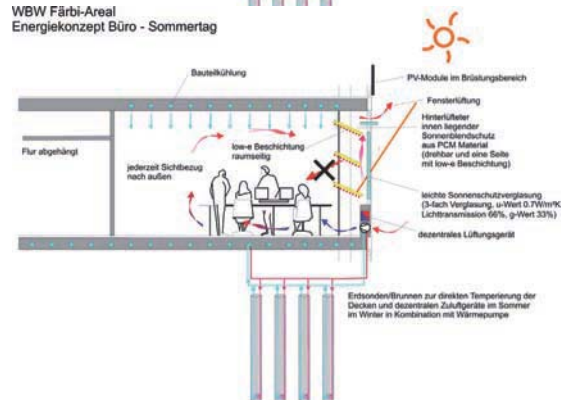 WBW Färbi-Areal
Energiekonzept Büro - Sommertag
Bauteilkühlung
PV-Module im Brüstungsbereich
Fensterlüftung
Hinterlüfteter
innen liegender
Sonnenblendschutz
aus PCM Material
(drehbar und eine Seite
mit low-e Beschichtung)
low-e Beschichtung
raumseitig
Flur abgehängt
jederzeit Sichtbezug
nach außen
leichte Sonnenschutzverglasung
(3-fach Verglasung, u-Wert 0.7W/m²K
Lichttransmission 66%, g-Wert 33%)
dezentrales Lüftungsgerät
Erdsonden/Brunnen zur direkten Temperierung der
Decken und dezentralen Zuluftgeräte im Sommer
im Winter in Kombination mit Wärmepumpe